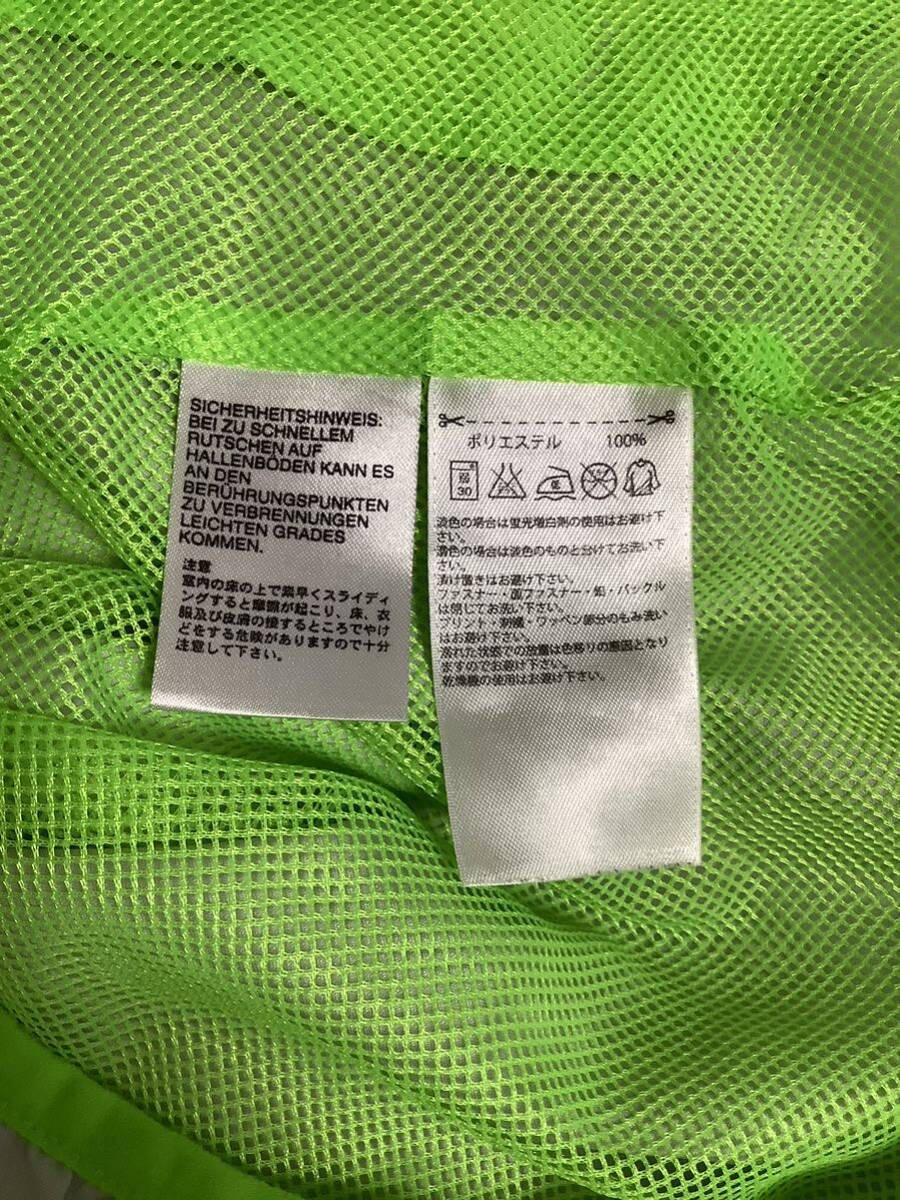 SICHERHEITSHINWEIS:
BEI ZU SCHNELLEM
RUTSCHEN AUF
HALLENBÖDEN KANN ES
AN DEN
BERÜHRUNGSPUNKTEN
ZU VERBRENNUNGEN
LEICHTEN GRADES
KOMMEN.
注意
室内の床の上で素早くスライディ
ングすると摩擦が起こり、床、衣
服及び皮膚の接するところでやけ
どをする危険がありますので十分
注意して下さい。
ポリエステル 100%
30
淡色の場合は蛍光増白剤の使用はお避け下
さい。
濃色の場合は淡色のものと分けてお洗い下
さい。
漬け置きはお避け下さい。
ファスナー・面ファスナー・釦・バックル
は閉じてお洗い下さい。
プリント・刺繍・ワッペン部分のもみ洗い
はお避け下さい。
濡れた状態での放置は色移りの原因となり
ますのでお避け下さい。
乾燥機の使用はお避け下さい。